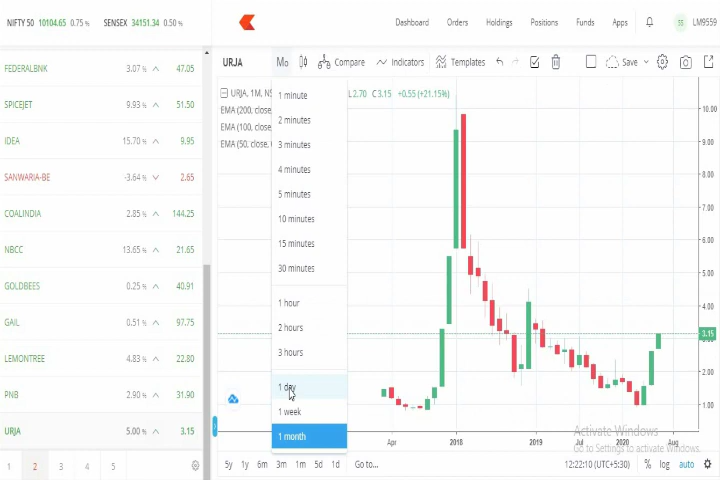 NIFTY 50 10104.65 0.75 % SENSEX 34151.34 0.50 %
Dashboard Orders Holdings Positions Funds Apps SS LM9559
FEDERALBNK 3.07 % 47.05
SPICEJET 9.93 % 51.50
IDEA 15.70 % 9.95
SANWARIA-BE -3.64 % 2.65
COALINDIA 2.85 % 144.25
NBCC 13.65 % 21.65
GOLDBEES 0.25 % 40.91
GAIL 0.51 % 97.75
LEMONTREE 4.83 % 22.80
PNB 2.90 % 31.90
URJA 5.00 % 3.15
1 2 3 4 5
URJA Mo Compare Indicators Templates Save
URJA, 1M, NS L2.70 C3.15 +0.55 (+21.15%)
EMA (200, close,
EMA (100, close,
EMA (50, close,
1 minute
2 minutes
3 minutes
4 minutes
5 minutes
10 minutes
15 minutes
30 minutes
1 hour
2 hours
3 hours
1 day
1 week
1 month
10.00
9.00
8.00
7.00
6.00
5.00
4.00
3.15
3.00
2.00
1.00
Apr 2018 2019 2020 Aug
Activate Windows
Go to Settings to activate Windows.
5y 1y 6m 3m 1m 5d 1d Go to... 12:22:10 (UTC+5:30) % log auto